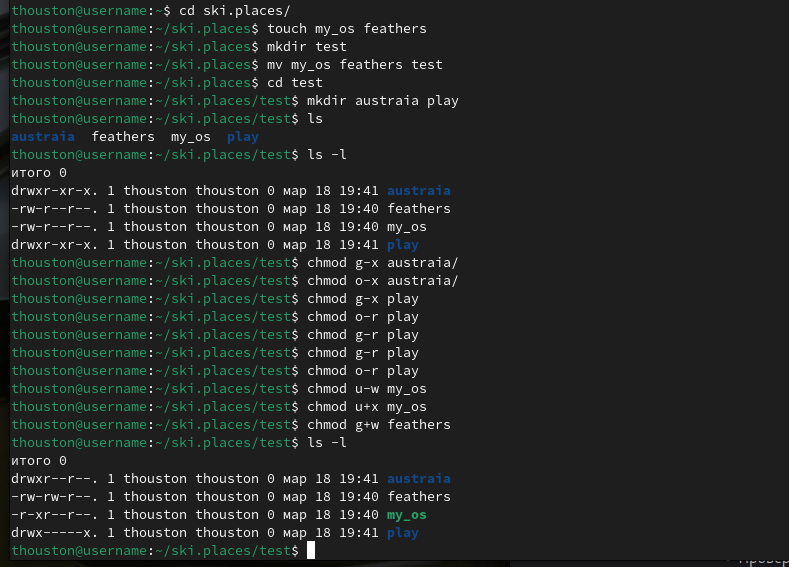 thouston@username:~$ cd ski.places/
thouston@username:~/ski.places$ touch my_os feathers
thouston@username:~/ski.places$ mkdir test
thouston@username:~/ski.places$ mv my_os feathers test
thouston@username:~/ski.places$ cd test
thouston@username:~/ski.places/test$ mkdir austraia play
thouston@username:~/ski.places/test$ ls
austraia  feathers  my_os  play
thouston@username:~/ski.places/test$ ls -l
итого 0
drwxr-xr-x. 1 thouston thouston 0 мар 18 19:41 austraia
-rw-r--r--. 1 thouston thouston 0 мар 18 19:40 feathers
-rw-r--r--. 1 thouston thouston 0 мар 18 19:40 my_os
drwxr-xr-x. 1 thouston thouston 0 мар 18 19:41 play
thouston@username:~/ski.places/test$ chmod g-x austraia/
thouston@username:~/ski.places/test$ chmod o-x austraia/
thouston@username:~/ski.places/test$ chmod g-x play
thouston@username:~/ski.places/test$ chmod o-r play
thouston@username:~/ski.places/test$ chmod g-r play
thouston@username:~/ski.places/test$ chmod g-r play
thouston@username:~/ski.places/test$ chmod o-r play
thouston@username:~/ski.places/test$ chmod u-w my_os
thouston@username:~/ski.places/test$ chmod u+x my_os
thouston@username:~/ski.places/test$ chmod g+w feathers
thouston@username:~/ski.places/test$ ls -l
итого 0
drwxr--r--. 1 thouston thouston 0 мар 18 19:41 austraia
-rw-rw-r--. 1 thouston thouston 0 мар 18 19:40 feathers
-r-xr--r--. 1 thouston thouston 0 мар 18 19:40 my_os
drwx-----x. 1 thouston thouston 0 мар 18 19:41 play
thouston@username:~/ski.places/test$